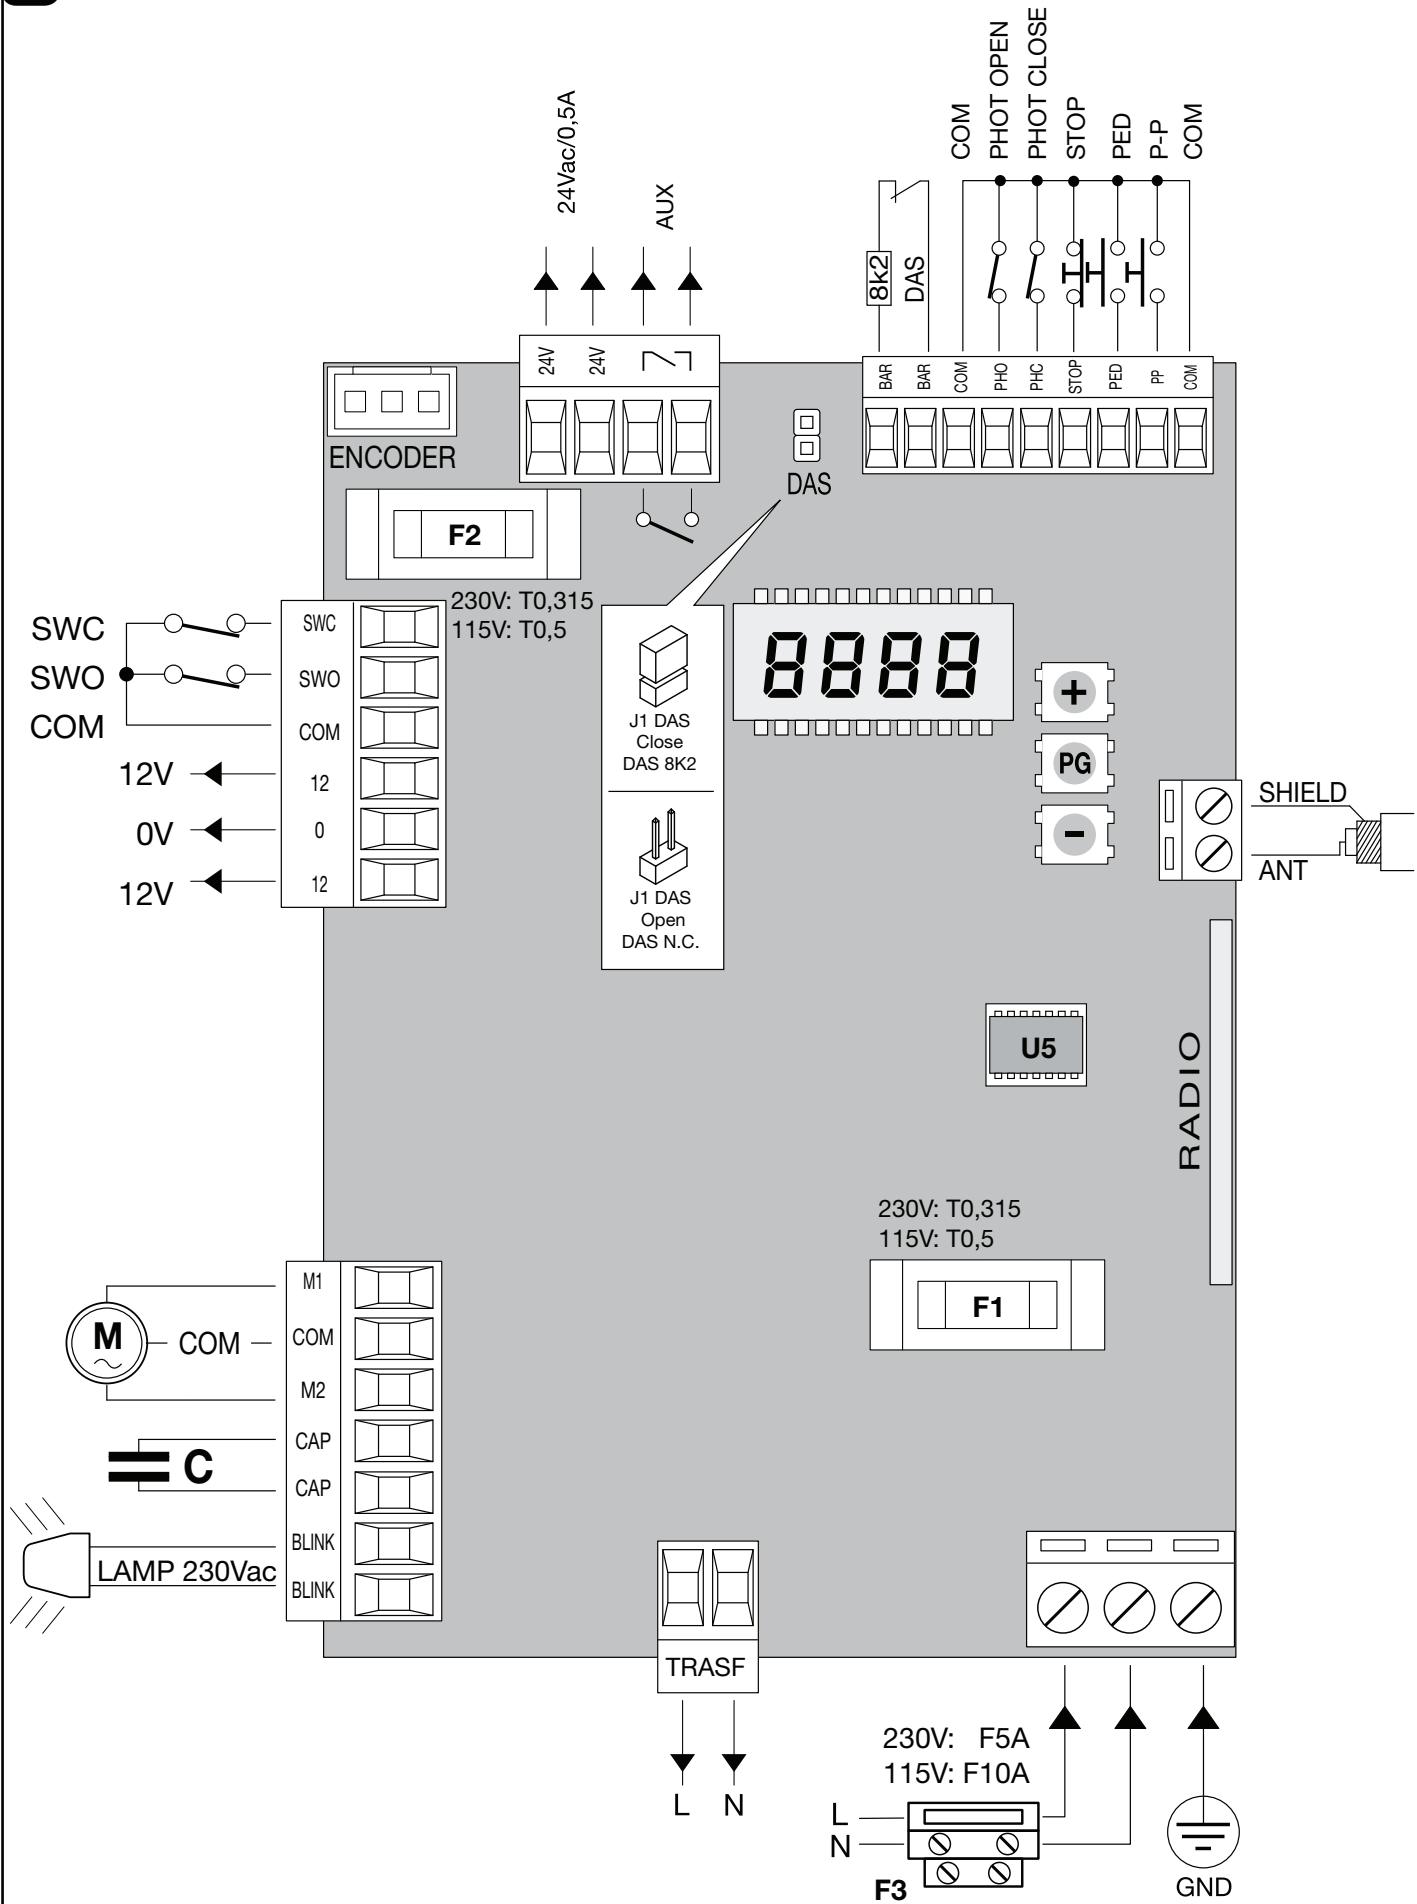 COM
PHOT OPEN
PHOT CLOSE
STOP
PED
P-P
COM
24Vac/0,5A
AUX
8k2
DAS
24V
24V
BAR
BAR
COM
PHO
PHC
STOP
PED
PP
COM
ENCODER
DAS
F2
230V: T0,315
115V: T0,5
SWC
SWO
COM
12V
0V
12V
SWC
SWO
COM
12
0
12
J1 DAS
Close
DAS 8K2
J1 DAS
Open
DAS N.C.
8888
+
PG
-
SHIELD
ANT
U5
RADIO
230V: T0,315
115V: T0,5
F1
M
COM
C
LAMP 230Vac
M1
COM
M2
CAP
CAP
BLINK
BLINK
TRASF
L N
230V: F5A
115V: F10A
L
N
F3
GND